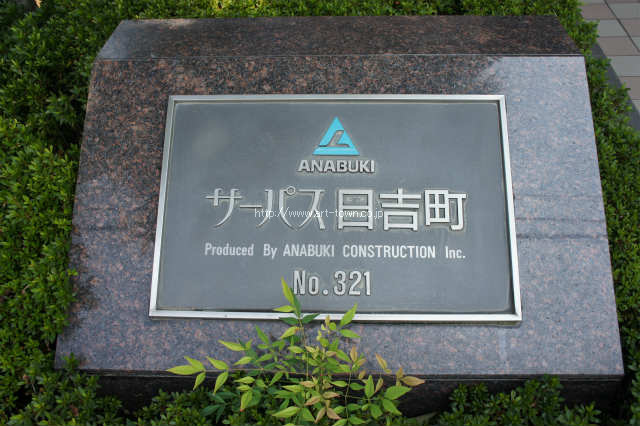 ANABUKI
サーパス日吉町
http://www.art-town.co.jp
Produced By ANABUKI CONSTRUCTION Inc.
No.321